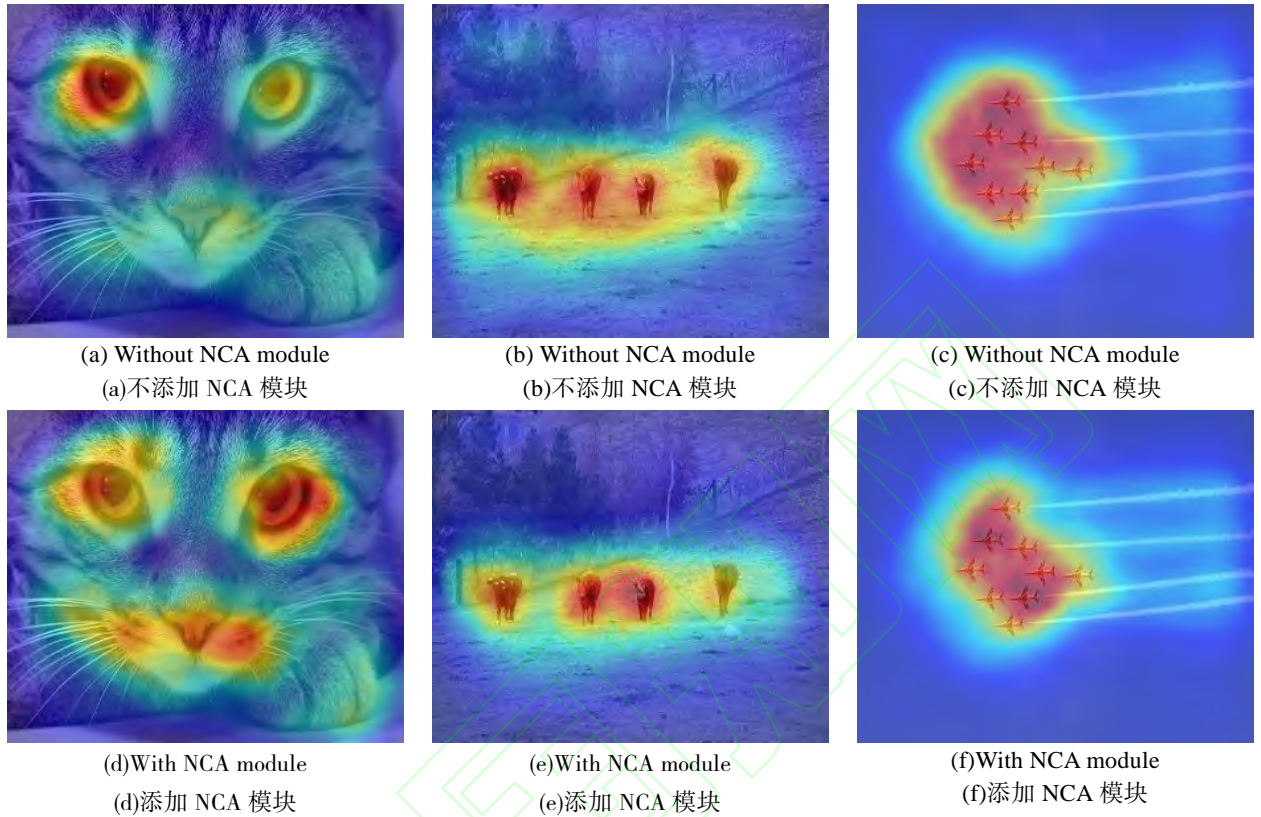 (a) Without NCA module
(a)不添加 NCA 模块
(b) Without NCA module
(b)不添加 NCA 模块
(c) Without NCA module
(c)不添加 NCA 模块
(d)With NCA module
(d)添加 NCA 模块
(e)With NCA module
(e)添加 NCA 模块
(f)With NCA module
(f)添加 NCA 模块